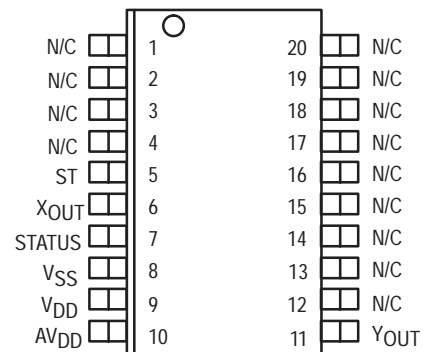 N/C 1 20 N/C
N/C 2 19 N/C
N/C 3 18 N/C
N/C 4 17 N/C
ST 5 16 N/C
XOUT 6 15 N/C
STATUS 7 14 N/C
VSS 8 13 N/C
VDD 9 12 N/C
AVDD 10 11 YOUT